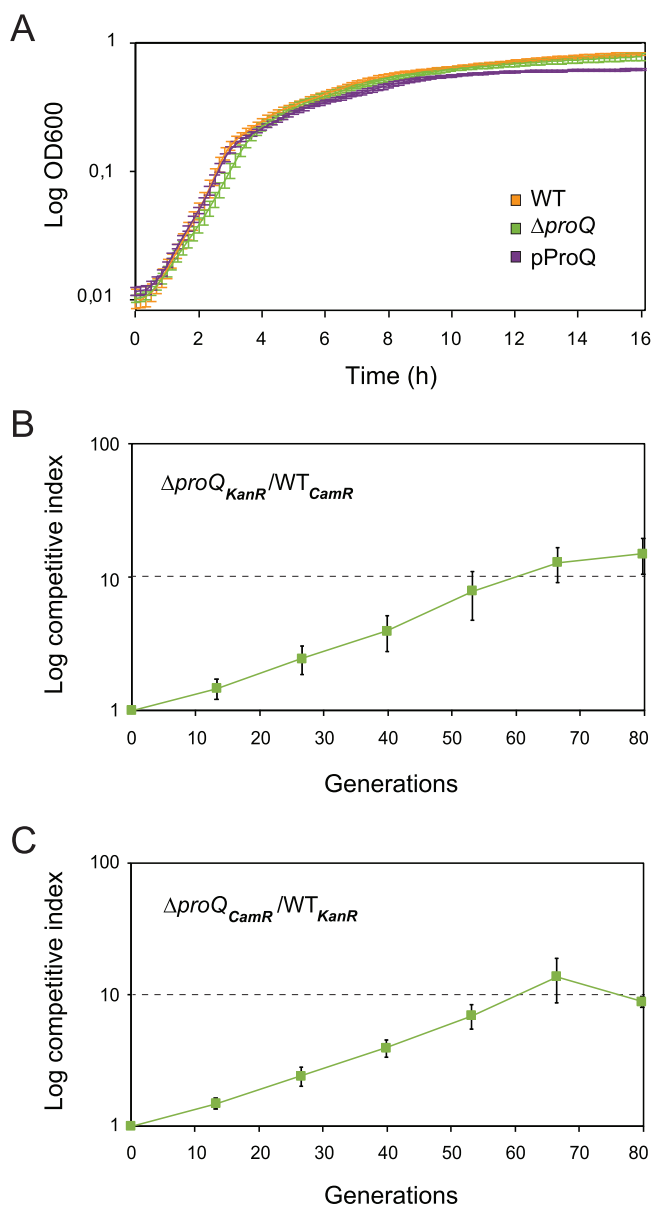 A
Log OD600
1
0,1
0,01
WT
ΔproQ
pProQ
0 2 4 6 8 10 12 14 16
Time (h)
B
Log competitive index
100
10
1
ΔproQKanR/WTCamR
0 10 20 30 40 50 60 70 80
Generations
C
Log competitive index
100
10
1
ΔproQCamR/WTKanR
0 10 20 30 40 50 60 70 80
Generations